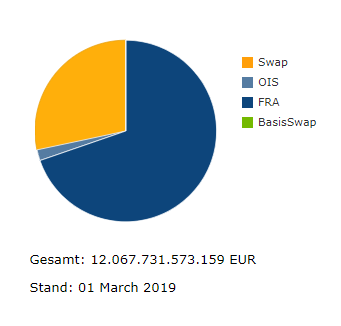 Swap
OIS
FRA
BasisSwap
Gesamt: 12.067.731.573.159 EUR
Stand: 01 March 2019